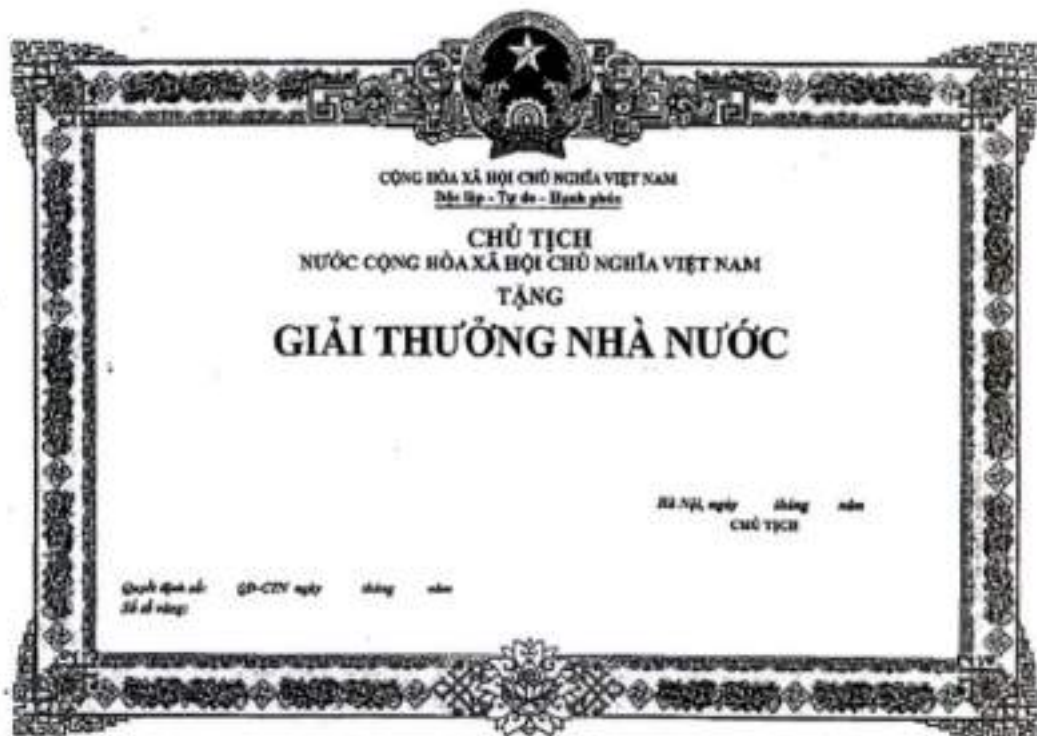 CỘNG HÒA XÃ HỘI CHỦ NGHĨA VIỆT NAM
Độc lập - Tự do - Hạnh phúc
CHỦ TỊCH
NƯỚC CỘNG HÒA XÃ HỘI CHỦ NGHĨA VIỆT NAM
TẶNG
GIẢI THƯỞNG NHÀ NƯỚC
Hà Nội, ngày tháng năm
CHỦ TỊCH
Quyết định số: QĐ-CTN ngày tháng năm
Số sổ vàng: